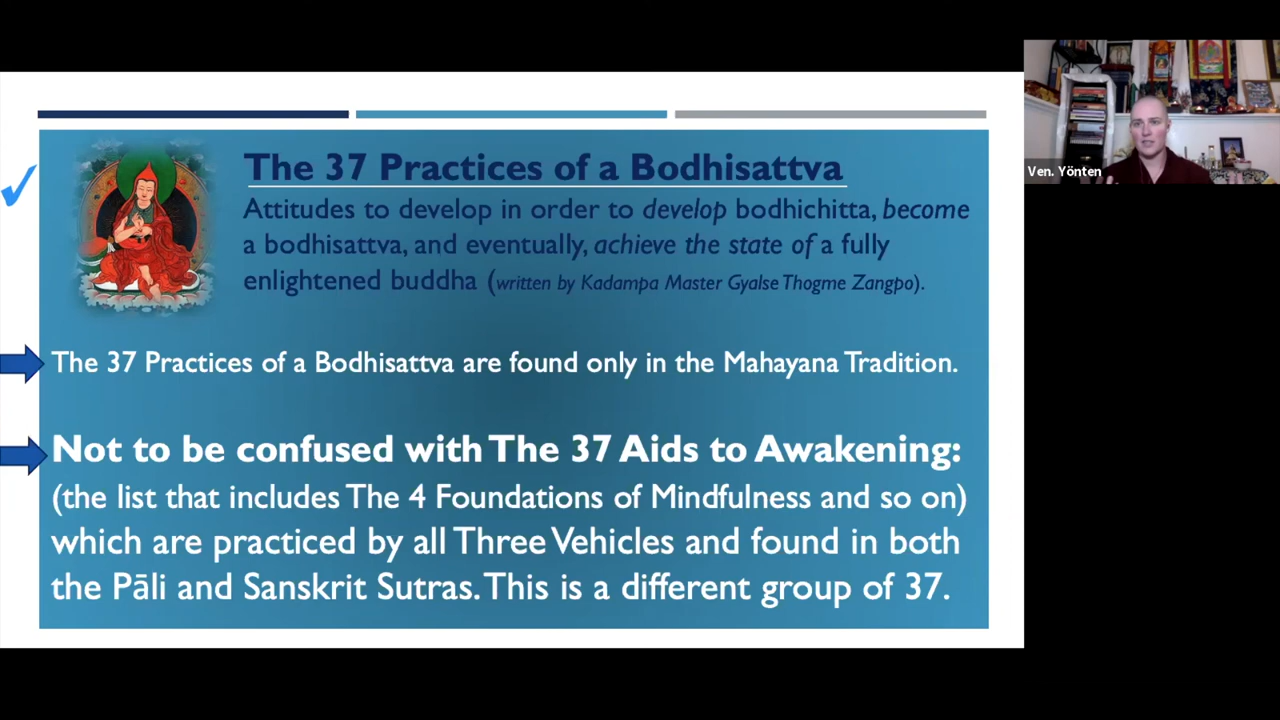 The 37 Practices of a Bodhisattva
Attitudes to develop in order to develop bodhichitta, become
a bodhisattva, and eventually, achieve the state of a fully
enlightened buddha (written by Kadampa Master Gyalse Thogme Zangpo).
The 37 Practices of a Bodhisattva are found only in the Mahayana Tradition.
Not to be confused with The 37 Aids to Awakening:
(the list that includes The 4 Foundations of Mindfulness and so on)
which are practiced by all Three Vehicles and found in both
the Pāli and Sanskrit Sutras. This is a different group of 37.
Ven. Yönten